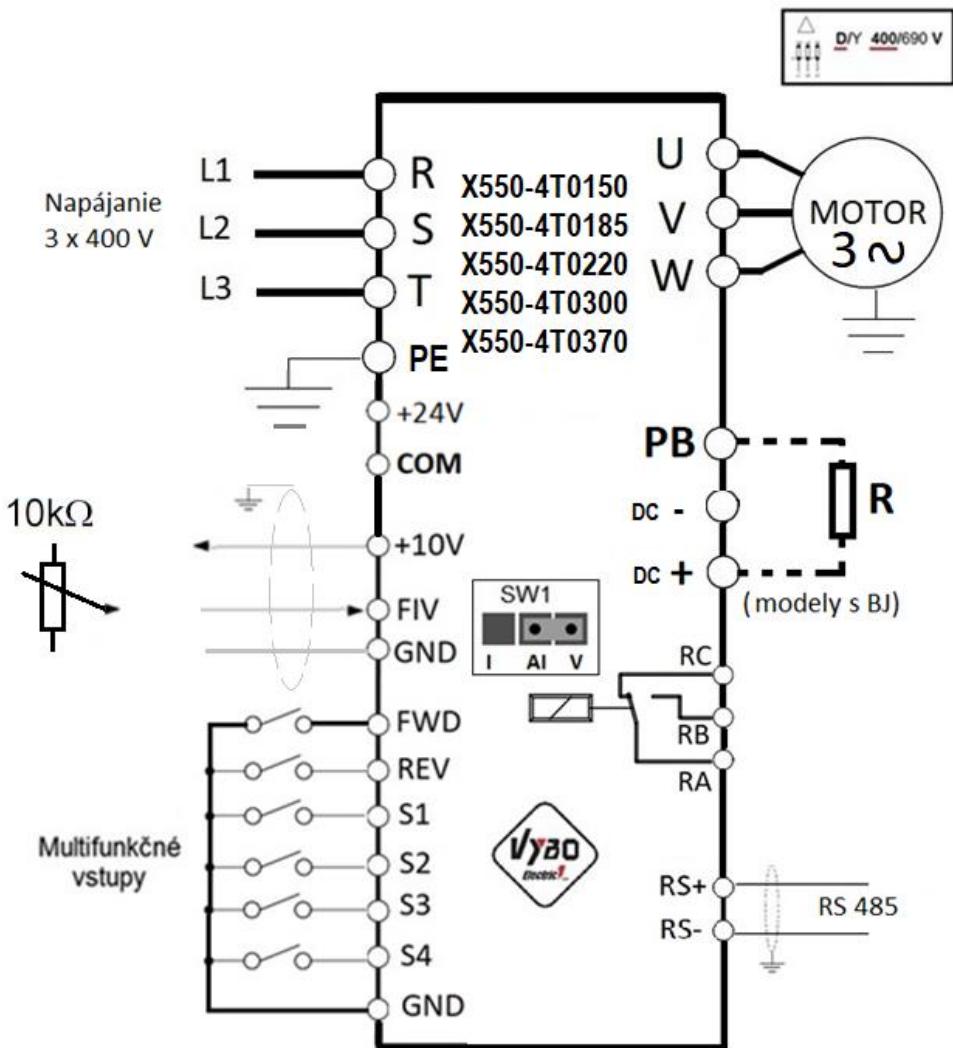 D/Y 400/690 V
Napájanie
3 x 400 V
L1
L2
L3
R
S
T
PE
X550-4T0150
X550-4T0185
X550-4T0220
X550-4T0300
X550-4T0370
U
V
W
MOTOR
3 ~
+24V
COM
10kΩ
+10V
FIV
GND
SW1
I AI V
PB
DC -
DC +
R
(modely s BJ)
RC
RB
RA
Multifunkčné
vstupy
FWD
REV
S1
S2
S3
S4
GND
VYBO
Electric
RS+
RS-
RS 485